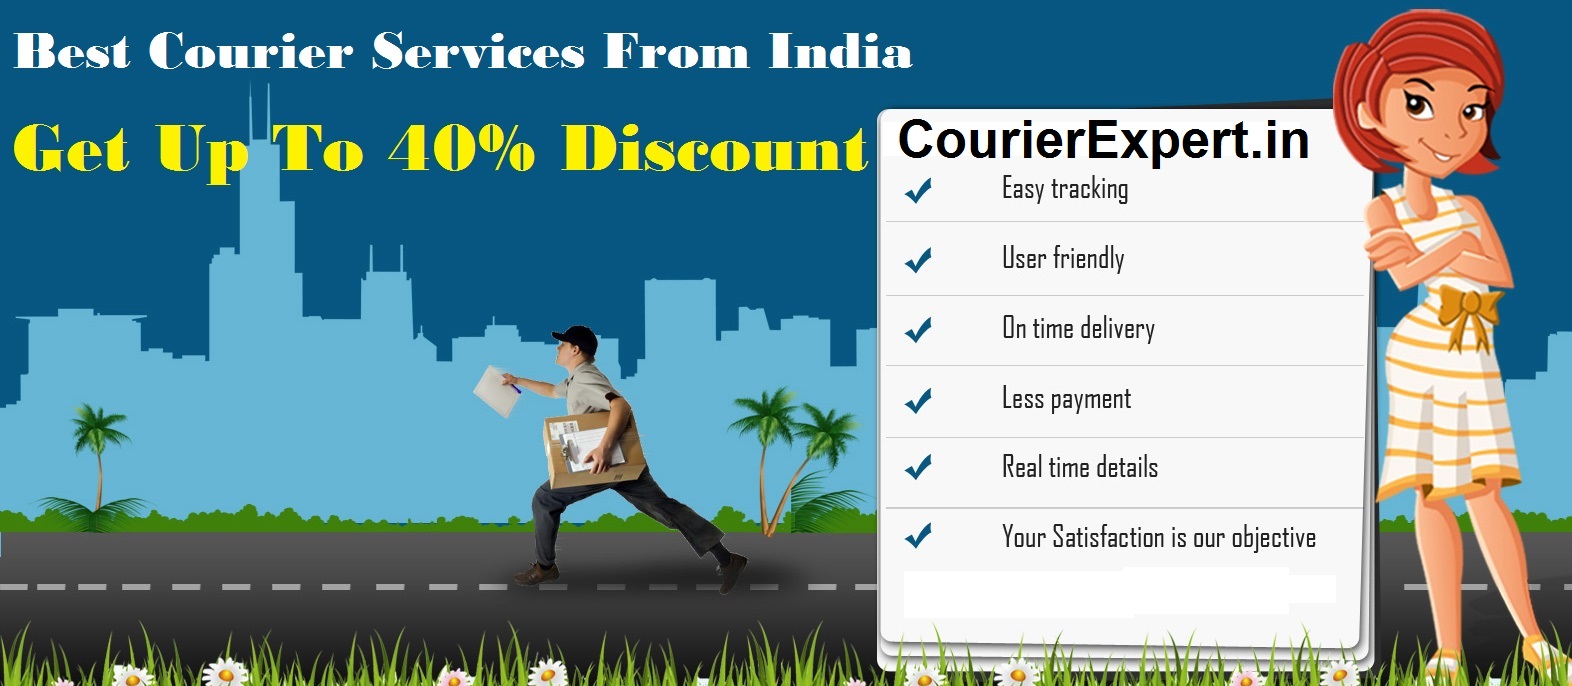 Best Courier Services From India
Get Up To 40% Discount
CourierExpert.in
Easy tracking
User friendly
On time delivery
Less payment
Real time details
Your Satisfaction is our objective